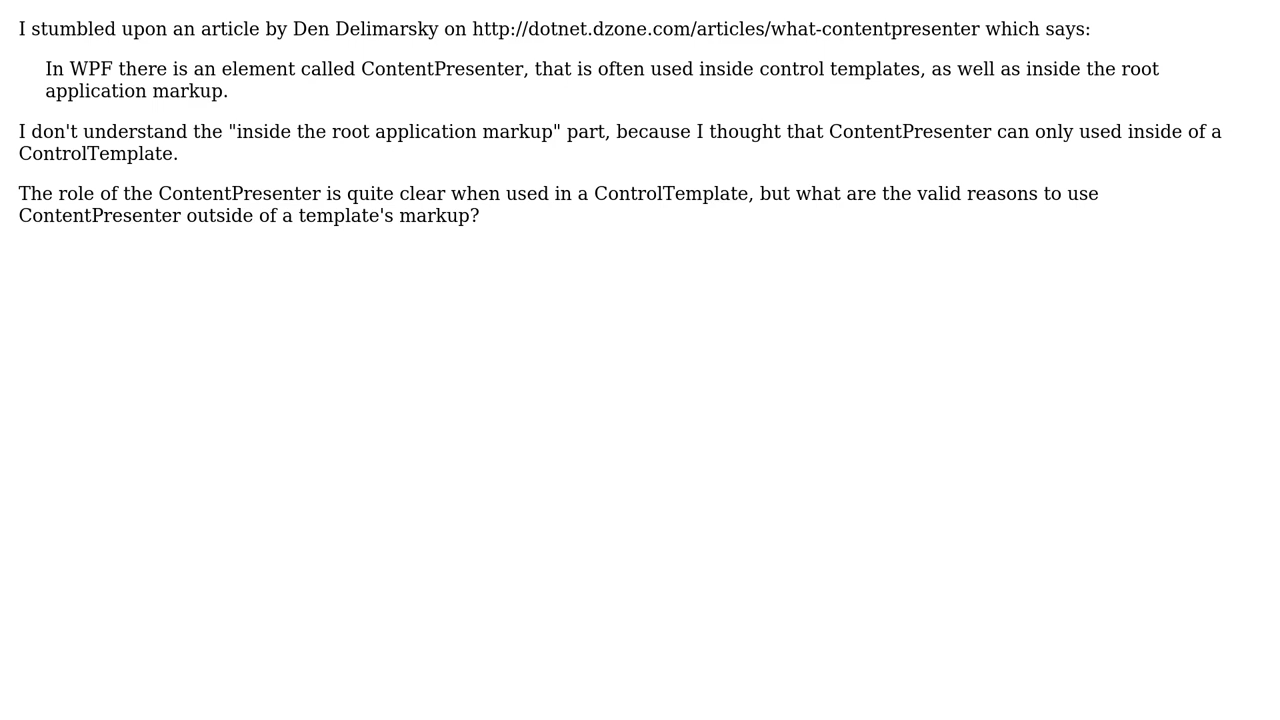 I stumbled upon an article by Den Delimarsky on http://dotnet.dzone.com/articles/what-contentpresenter which says:
In WPF there is an element called ContentPresenter, that is often used inside control templates, as well as inside the root
application markup.
I don't understand the "inside the root application markup" part, because I thought that ContentPresenter can only used inside of a
ControlTemplate.
The role of the ContentPresenter is quite clear when used in a ControlTemplate, but what are the valid reasons to use
ContentPresenter outside of a template's markup?